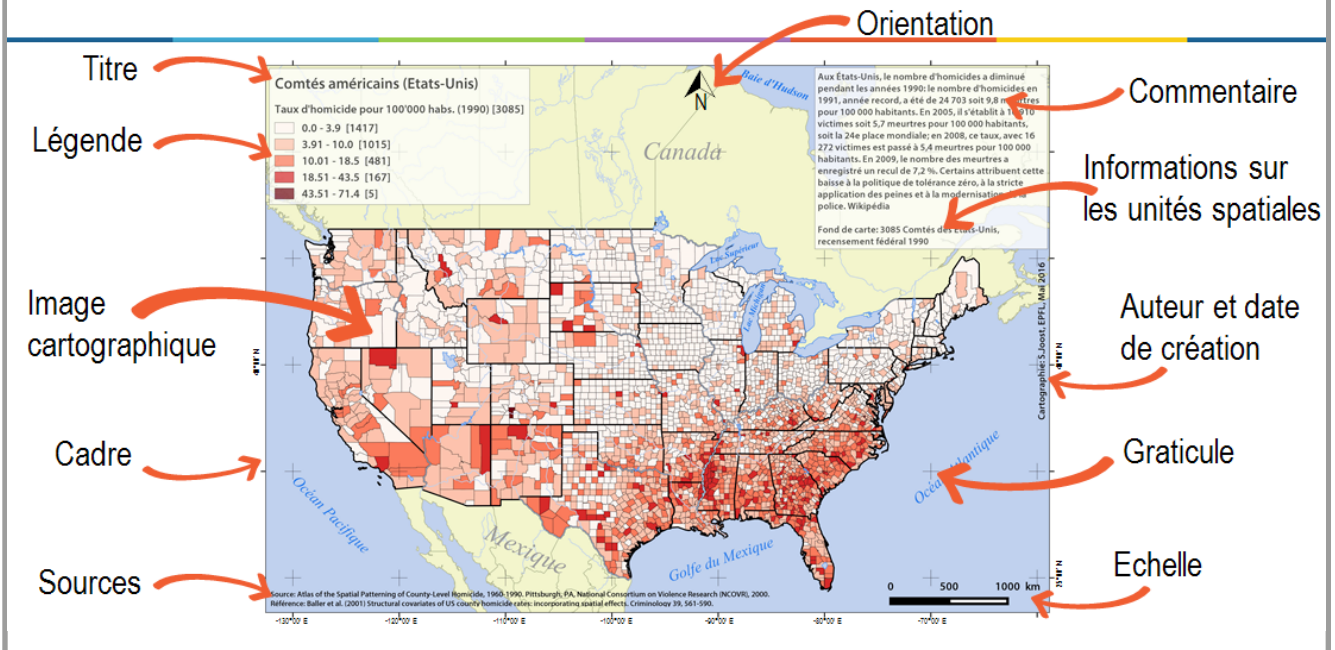 Orientation
Titre
Légende
Image
cartographique
Cadre
Sources
Comtés américains (Etats-Unis)
Taux d'homicide pour 100'000 habs. (1990) [3085]
0.0 - 3.9 [1417]
3.91 - 10.0 [1015]
10.01 - 18.5 [481]
18.51 - 43.5 [167]
43.51 - 71.4 [5]
N
Baie d'Hudson
Canada
Aux États-Unis, le nombre d'homicides a diminué
pendant les années 1990: le nombre d'homicides en
1991, année record, a été de 24 703 soit 9,8
pour 100 000 habitants. En 2005, il s'établit à
victimes soit 5,7 meurtres pour 100 000 habitants,
soit la 24e place mondiale; en 2008, ce taux, avec 16
272 victimes est passé à 5,4 meurtres pour 100 000
habitants. En 2009, le nombre des meurtres a
enregistré un recul de 7,2 %. Certains attribuent cette
baisse à la politique de tolérance zéro, à la stricte
application des peines et à la modernisation
police. Wikipédia
Fond de carte: 3085 Comtés des États-Unis,
recensement fédéral 1990
Lac Supérieur
Lac Michigan
Océan Pacifique
Mexique
Golfe du Mexique
Océan Atlantique
Cartographie: S.Joost, EPFL, Mai 2016
0 500 1000 km
Source: Atlas of the Spatial Patterning of County-Level Homicide, 1960-1990. Pittsburgh, PA, National Consortium on Violence Research (NCOVR), 2000.
Référence: Baller et al. (2001) Structural covariates of US county homicide rates: incorporating spatial effects. Criminology 39, 561-590.
-130°00' E -120°00' E -110°00' E -100°00' E -90°00' E -80°00' E -70°00' E
Commentaire
Informations sur
les unités spatiales
Auteur et date
de création
Graticule
Echelle